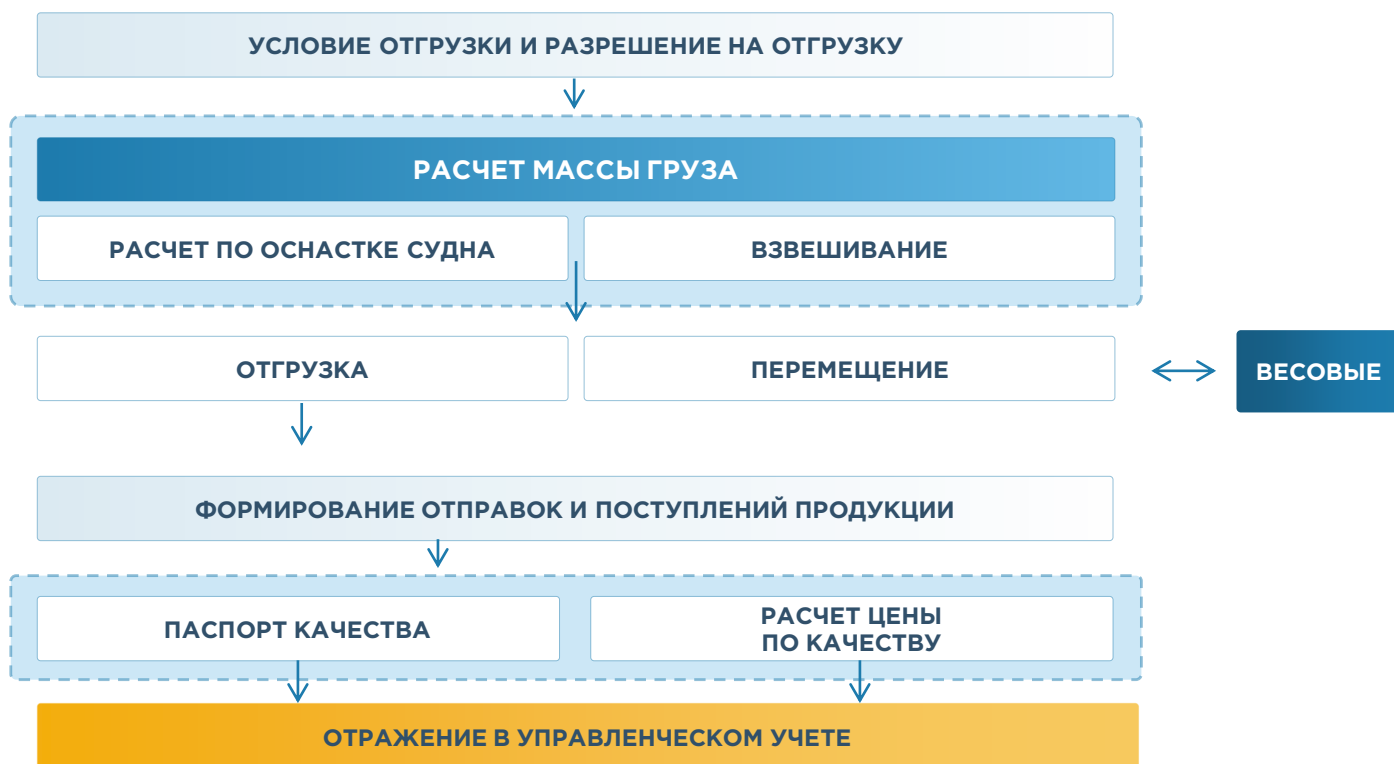 УСЛОВИЕ ОТГРУЗКИ И РАЗРЕШЕНИЕ НА ОТГРУЗКУ
РАСЧЕТ МАССЫ ГРУЗА
РАСЧЕТ ПО ОСНАСТКЕ СУДНА
ВЗВЕШИВАНИЕ
ОТГРУЗКА
ПЕРЕМЕЩЕНИЕ
ВЕСОВЫЕ
ФОРМИРОВАНИЕ ОТПРАВОК И ПОСТУПЛЕНИЙ ПРОДУКЦИИ
ПАСПОРТ КАЧЕСТВА
РАСЧЕТ ЦЕНЫ
ПО КАЧЕСТВУ
ОТРАЖЕНИЕ В УПРАВЛЕНЧЕСКОМ УЧЕТЕ